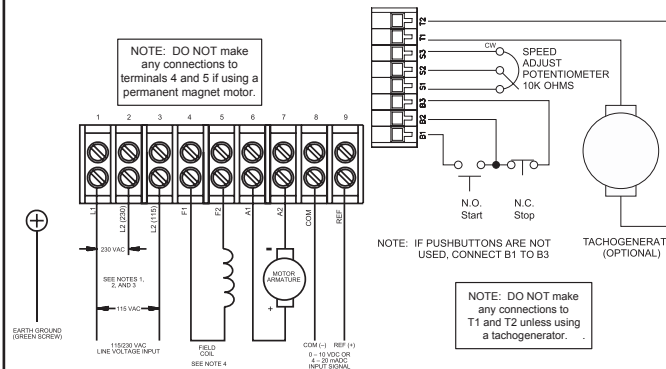 NOTE: DO NOT make
any connections to
terminals 4 and 5 if using a
permanent magnet motor.
1 2 3 4 5 6 7 8 9
L1
L2 (230)
L2 (115)
F1
F2
A1
A2
COM
REF
230 VAC
SEE NOTES 1,
2, AND 3
115 VAC
115/230 VAC
LINE VOLTAGE INPUT
EARTH GROUND
(GREEN SCREW)
FIELD
COIL
SEE NOTE 4
-
MOTOR
ARMATURE
+
COM (–) REF (+)
0 – 10 VDC OR
4 – 20 mADC
INPUT SIGNAL
T2
T1
S3
S2
S1
B3
B2
B1
CW
SPEED
ADJUST
POTENTIOMETER
10K OHMS
N.O.
Start
N.C.
Stop
NOTE: IF PUSHBUTTONS ARE NOT
USED, CONNECT B1 TO B3
TACHOGENERAT
(OPTIONAL)
NOTE: DO NOT make
any connections to
T1 and T2 unless using
a tachogenerator. .